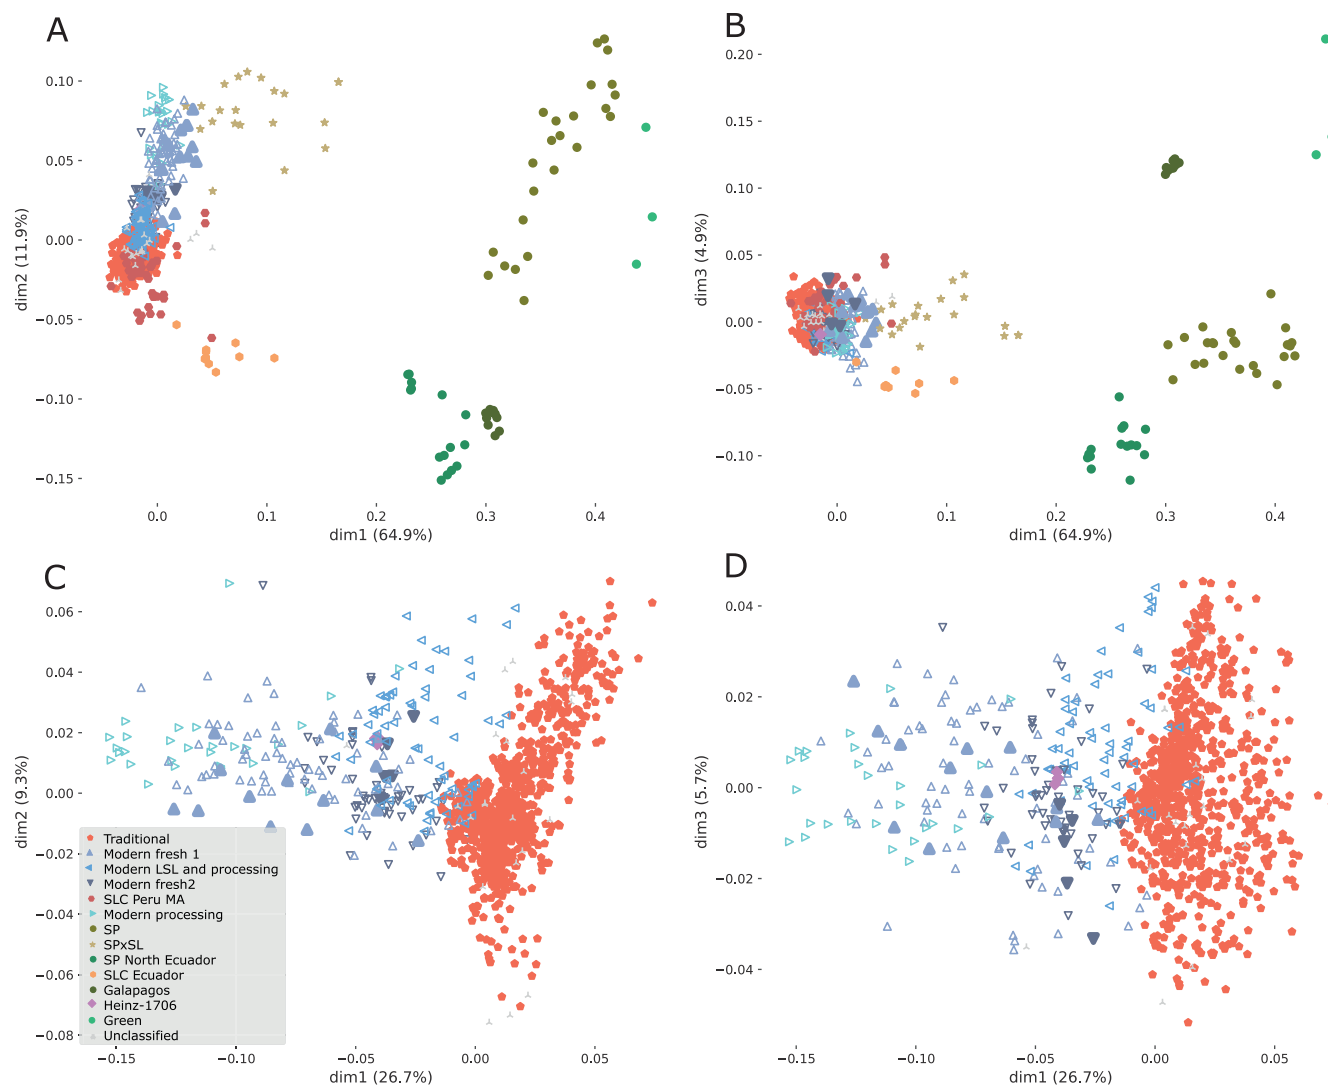 A
B
0.10
0.05
0.00
−0.05
−0.10
−0.15
dim2 (11.9%)
0.0
0.1
0.2
0.3
0.4
dim1 (64.9%)
0.20
0.15
0.10
0.05
0.00
−0.05
−0.10
dim3 (4.9%)
0.0
0.1
0.2
0.3
0.4
dim1 (64.9%)
C
D
0.06
0.04
0.02
0.00
−0.02
−0.04
−0.06
−0.08
dim2 (9.3%)
Traditional
Modern fresh 1
Modern LSL and processing
Modern fresh2
SLC Peru MA
Modern processing
SP
SPxSL
SP North Ecuador
SLC Ecuador
Galapagos
Heinz-1706
Green
Unclassified
−0.15
−0.10
−0.05
0.00
0.05
dim1 (26.7%)
0.04
0.02
0.00
−0.02
−0.04
dim3 (5.7%)
−0.15
−0.10
−0.05
0.00
0.05
dim1 (26.7%)